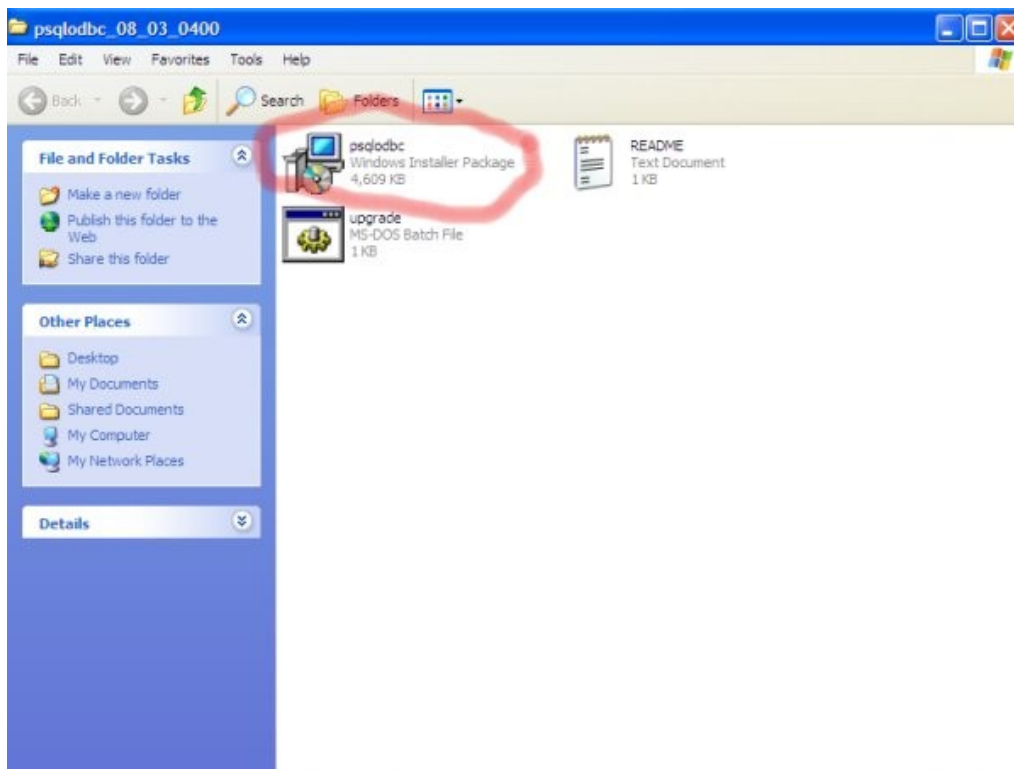 psqlodbc_08_03_0400
File Edit View Favorites Tools Help
Back Search Folders
File and Folder Tasks
Make a new folder
Publish this folder to the
Web
Share this folder
Other Places
Desktop
My Documents
Shared Documents
My Computer
My Network Places
Details
psqlodbc
Windows Installer Package
4,609 KB
README
Text Document
1 KB
upgrade
MS-DOS Batch File
1 KB